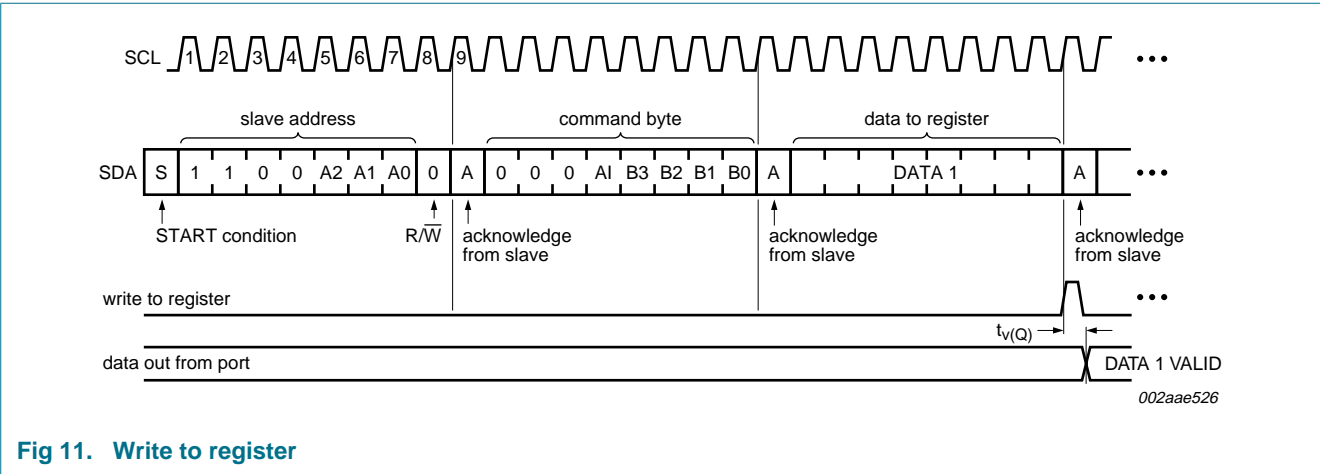 SCL 1 2 3 4 5 6 7 8 9 •••
slave address command byte data to register
SDA S 1 1 0 0 A2 A1 A0 0 A 0 0 0 AI B3 B2 B1 B0 A DATA 1 A •••
START condition R/W̅ acknowledge from slave acknowledge from slave acknowledge from slave
write to register •••
tv(Q)
data out from port DATA 1 VALID
002aae526
Fig 11. Write to register